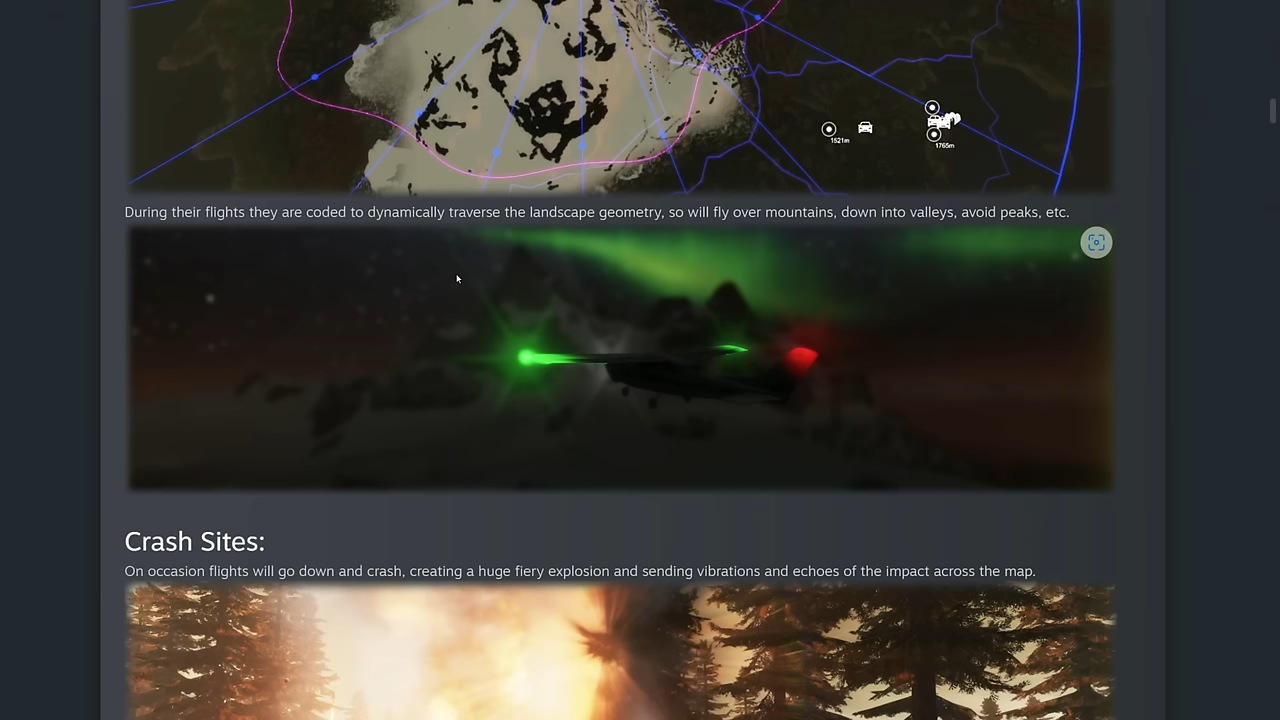 1521m
1765m
During their flights they are coded to dynamically traverse the landscape geometry, so will fly over mountains, down into valleys, avoid peaks, etc.
Crash Sites:
On occasion flights will go down and crash, creating a huge fiery explosion and sending vibrations and echoes of the impact across the map.